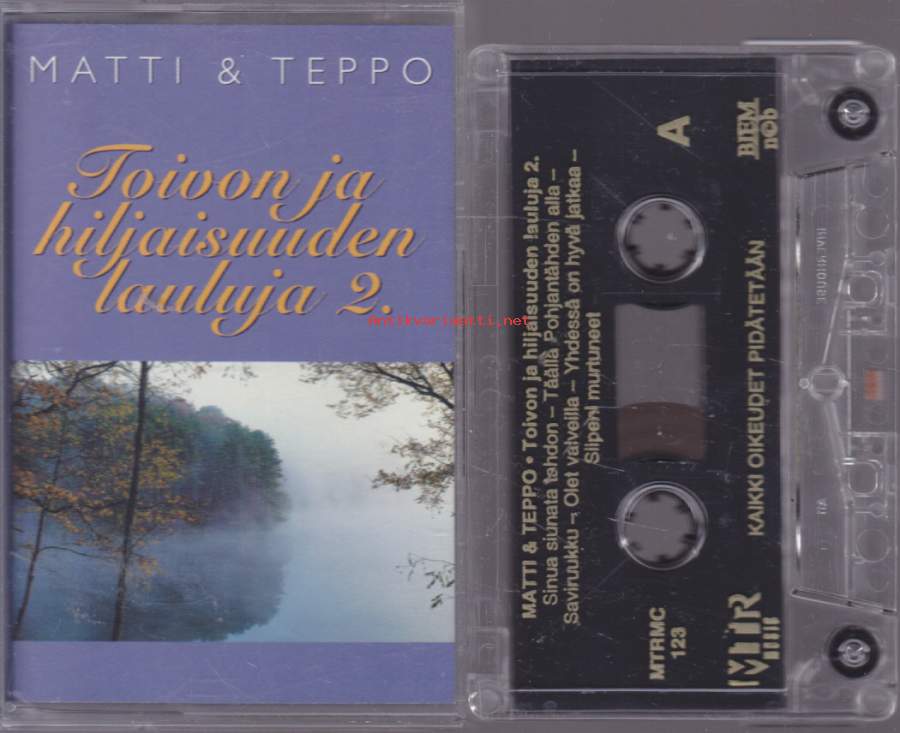 MATTI & TEPPO
Toivon ja
hiljaisuuden
lauluja 2.
antikvariaatti.net
MATTI & TEPPO • Toivon ja hiljaisuuden lauluja 2.
Sinua siunata tahdon – Täällä Pohjantähden alla –
Saviruukku – Olet valveilla – Yhdessä on hyvä jatkaa –
Siipeni murtuneet
A
BIEM
ncb
MTRMC
123
KAIKKI OIKEUDET PIDÄTETÄÄN
MTR